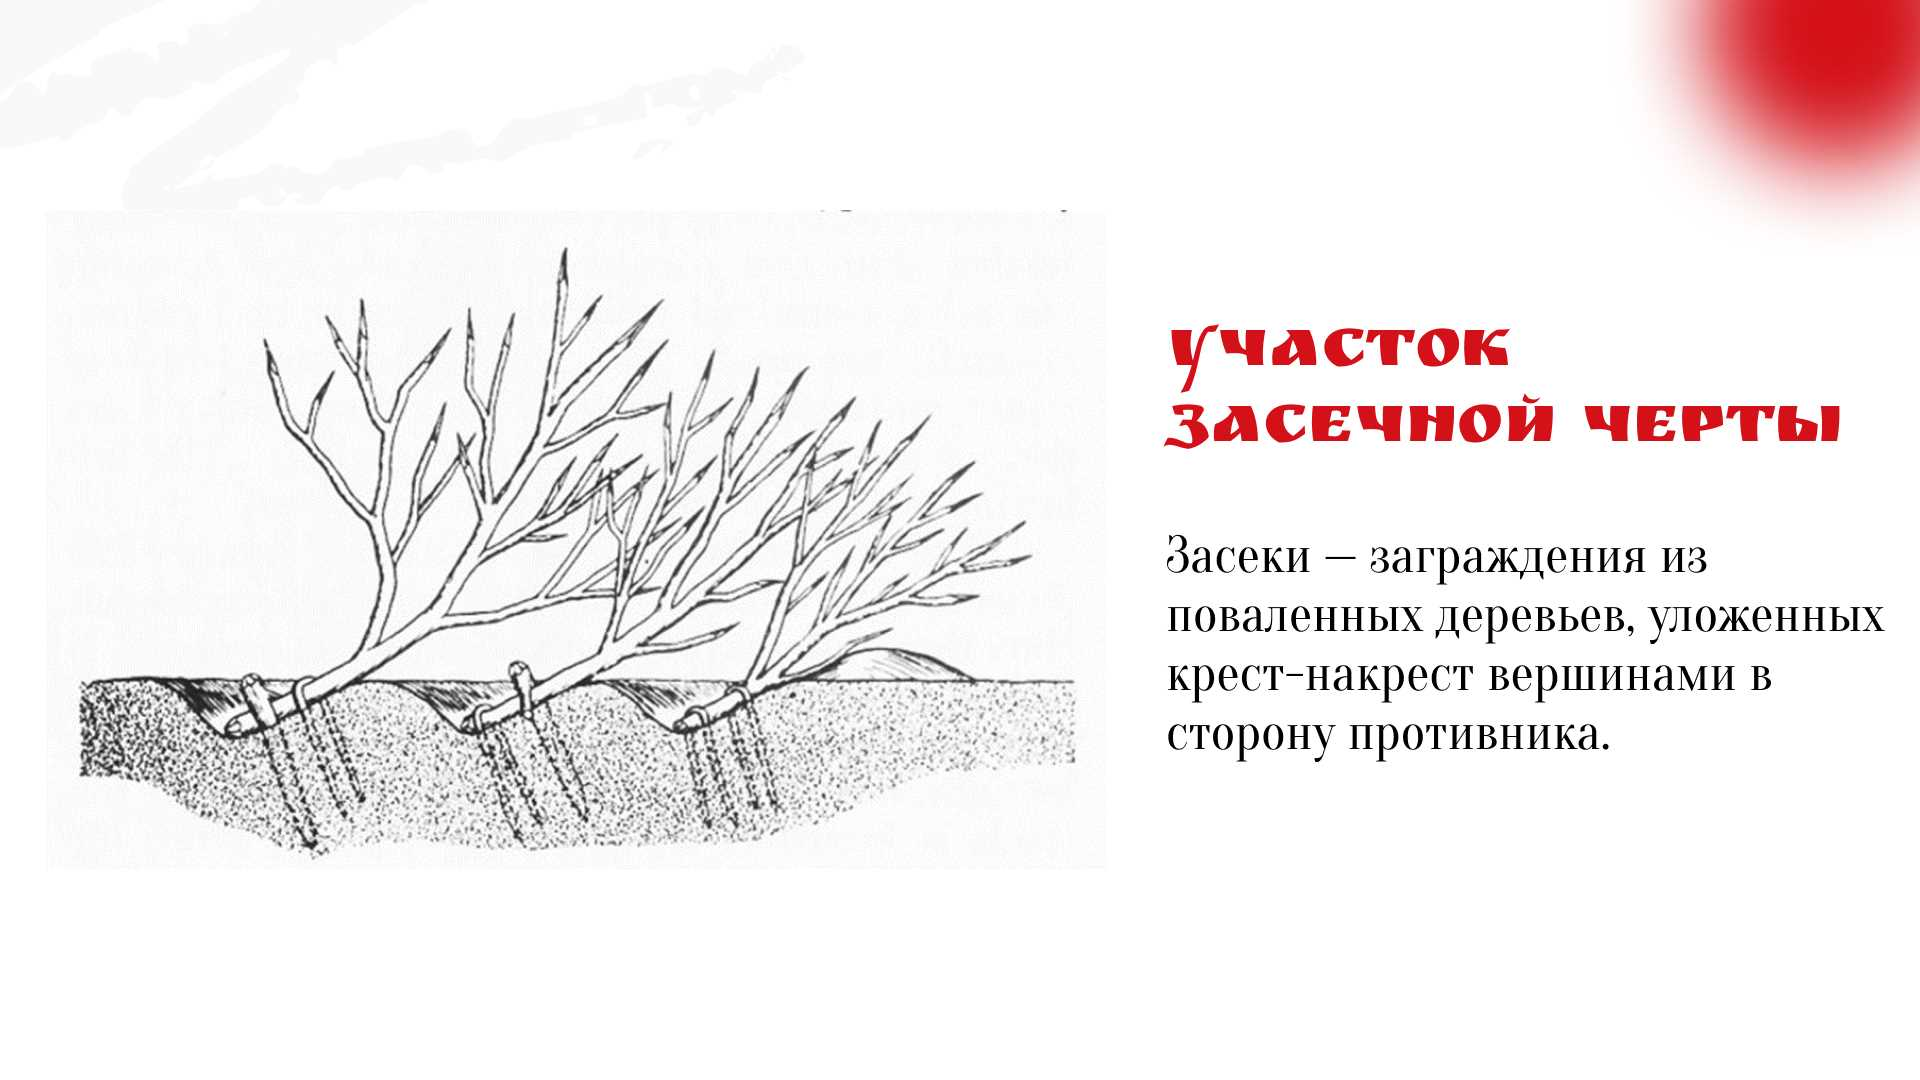 УЧАСТОК
ЗАСЕЧНОЙ ЧЕРТЫ
Засеки – заграждения из
поваленных деревьев, уложенных
крест-накрест вершинами в
сторону противника.